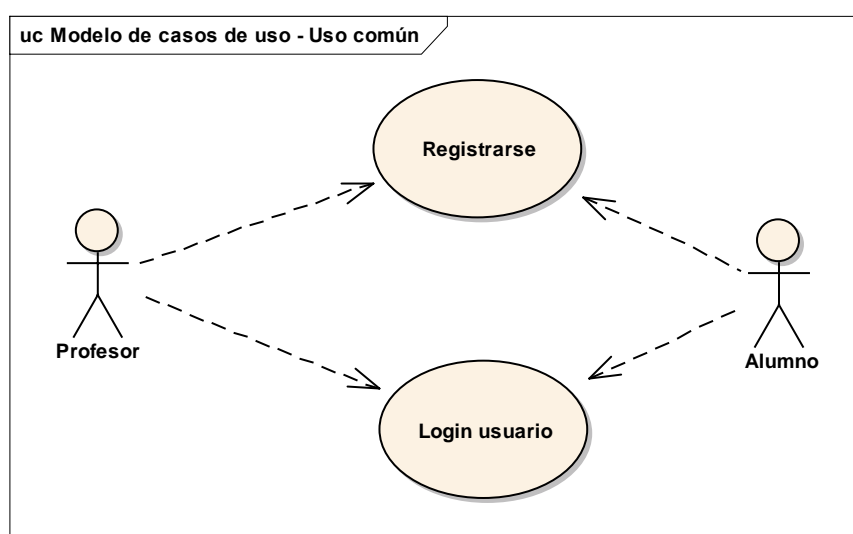 uc Modelo de casos de uso - Uso común
Registrarse
Profesor
Alumno
Login usuario